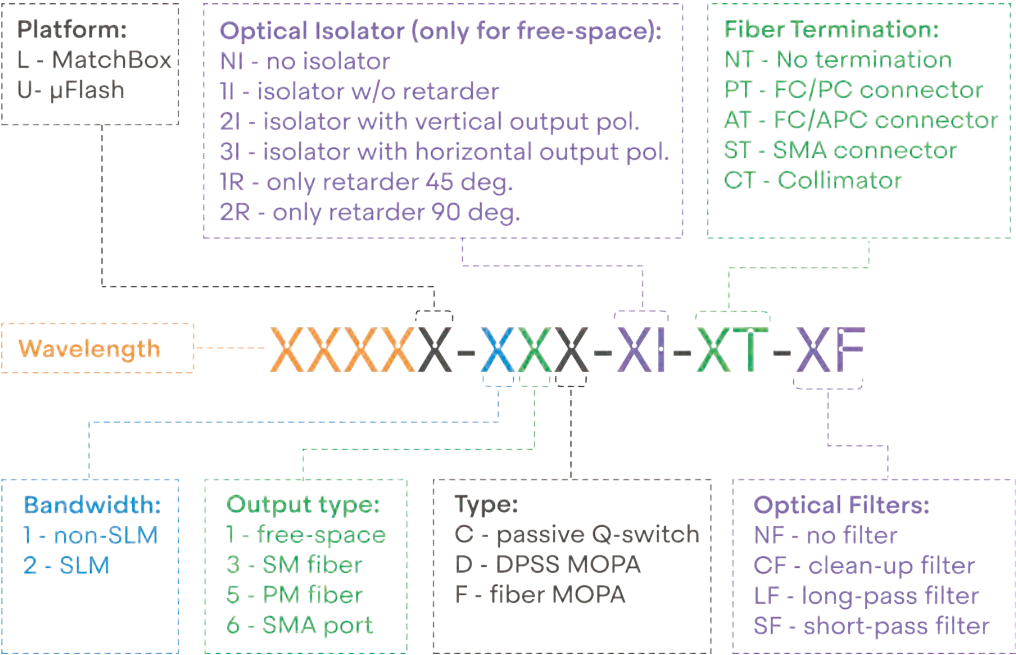 Platform:
L - MatchBox
U- µFlash
Optical Isolator (only for free-space):
NI - no isolator
1I - isolator w/o retarder
2I - isolator with vertical output pol.
3I - isolator with horizontal output pol.
1R - only retarder 45 deg.
2R - only retarder 90 deg.
Fiber Termination:
NT - No termination
PT - FC/PC connector
AT - FC/APC connector
ST - SMA connector
CT - Collimator
Wavelength
XXXXX-XXX-XI-XT-XF
Bandwidth:
1 - non-SLM
2 - SLM
Output type:
1 - free-space
3 - SM fiber
5 - PM fiber
6 - SMA port
Type:
C - passive Q-switch
D - DPSS MOPA
F - fiber MOPA
Optical Filters:
NF - no filter
CF - clean-up filter
LF - long-pass filter
SF - short-pass filter